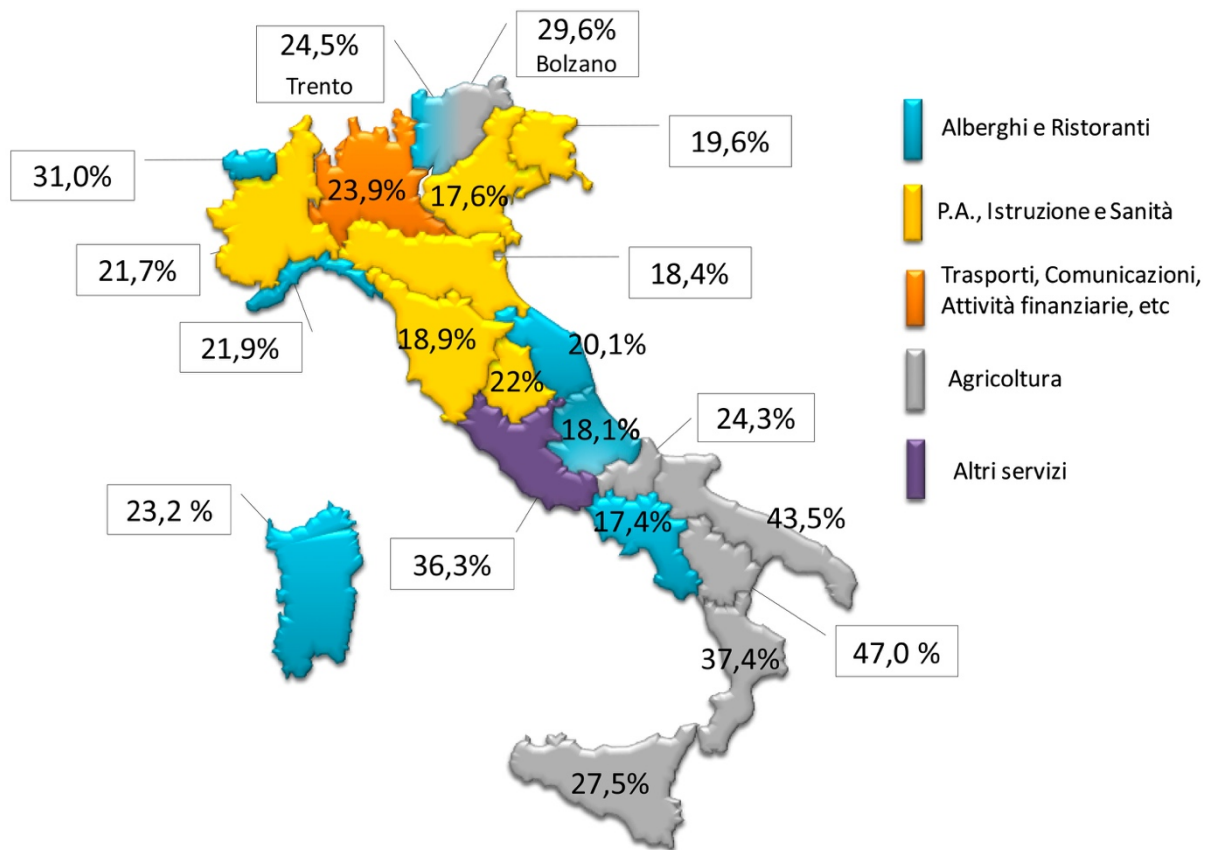 29,6%
Bolzano
24,5%
Trento
Alberghi e Ristoranti
19,6%
31,0%
23,9%
17,6%
P.A., Istruzione e Sanità
21,7%
18,4%
Trasporti, Comunicazioni,
Attività finanziarie, etc
21,9%
18,9%
20,1%
22%
Agricoltura
24,3%
18,1%
Altri servizi
23,2 %
17,4%
43,5%
36,3%
37,4%
47,0 %
27,5%